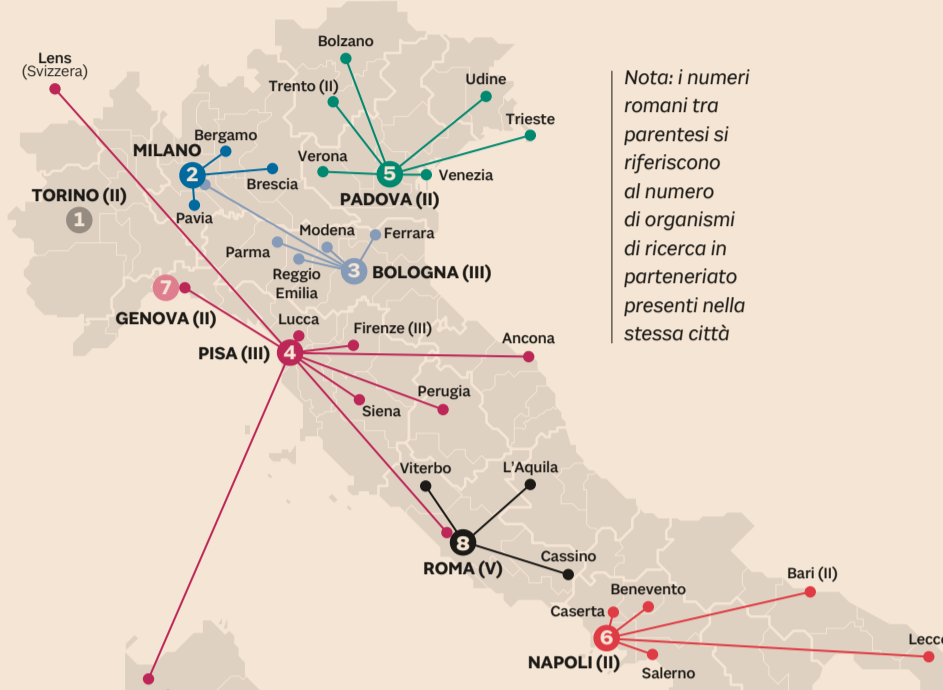 Bolzano
Lens
(Svizzera)
Trento (II)
Udine
Trieste
Bergamo
MILANO
2
Brescia
Verona
5
Venezia
PADOVA (II)
TORINO (II)
1
Pavia
Modena
Ferrara
Parma
Reggio
Emilia
3
BOLOGNA (III)
7
GENOVA (II)
Lucca
Firenze (III)
Ancona
PISA (III)
4
Perugia
Siena
Viterbo
L'Aquila
8
ROMA (V)
Cassino
Bari (II)
Benevento
Caserta
6
Lecce
NAPOLI (II)
Salerno
Nota: i numeri
romani tra
parentesi si
riferiscono
al numero
di organismi
di ricerca in
parteneriato
presenti nella
stessa città